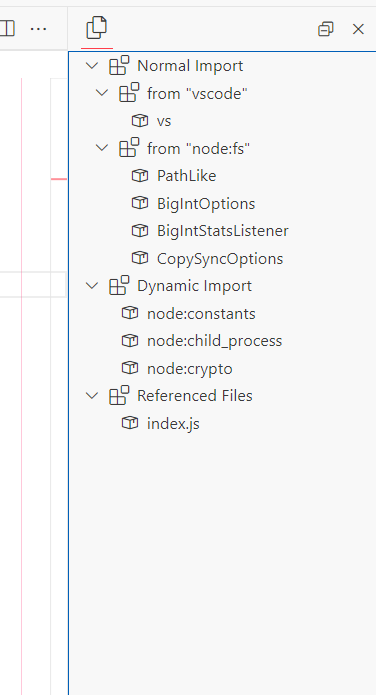 Normal Import
from "vscode"
vs
from "node:fs"
PathLike
BigIntOptions
BigIntStatsListener
CopySyncOptions
Dynamic Import
node:constants
node:child_process
node:crypto
Referenced Files
index.js